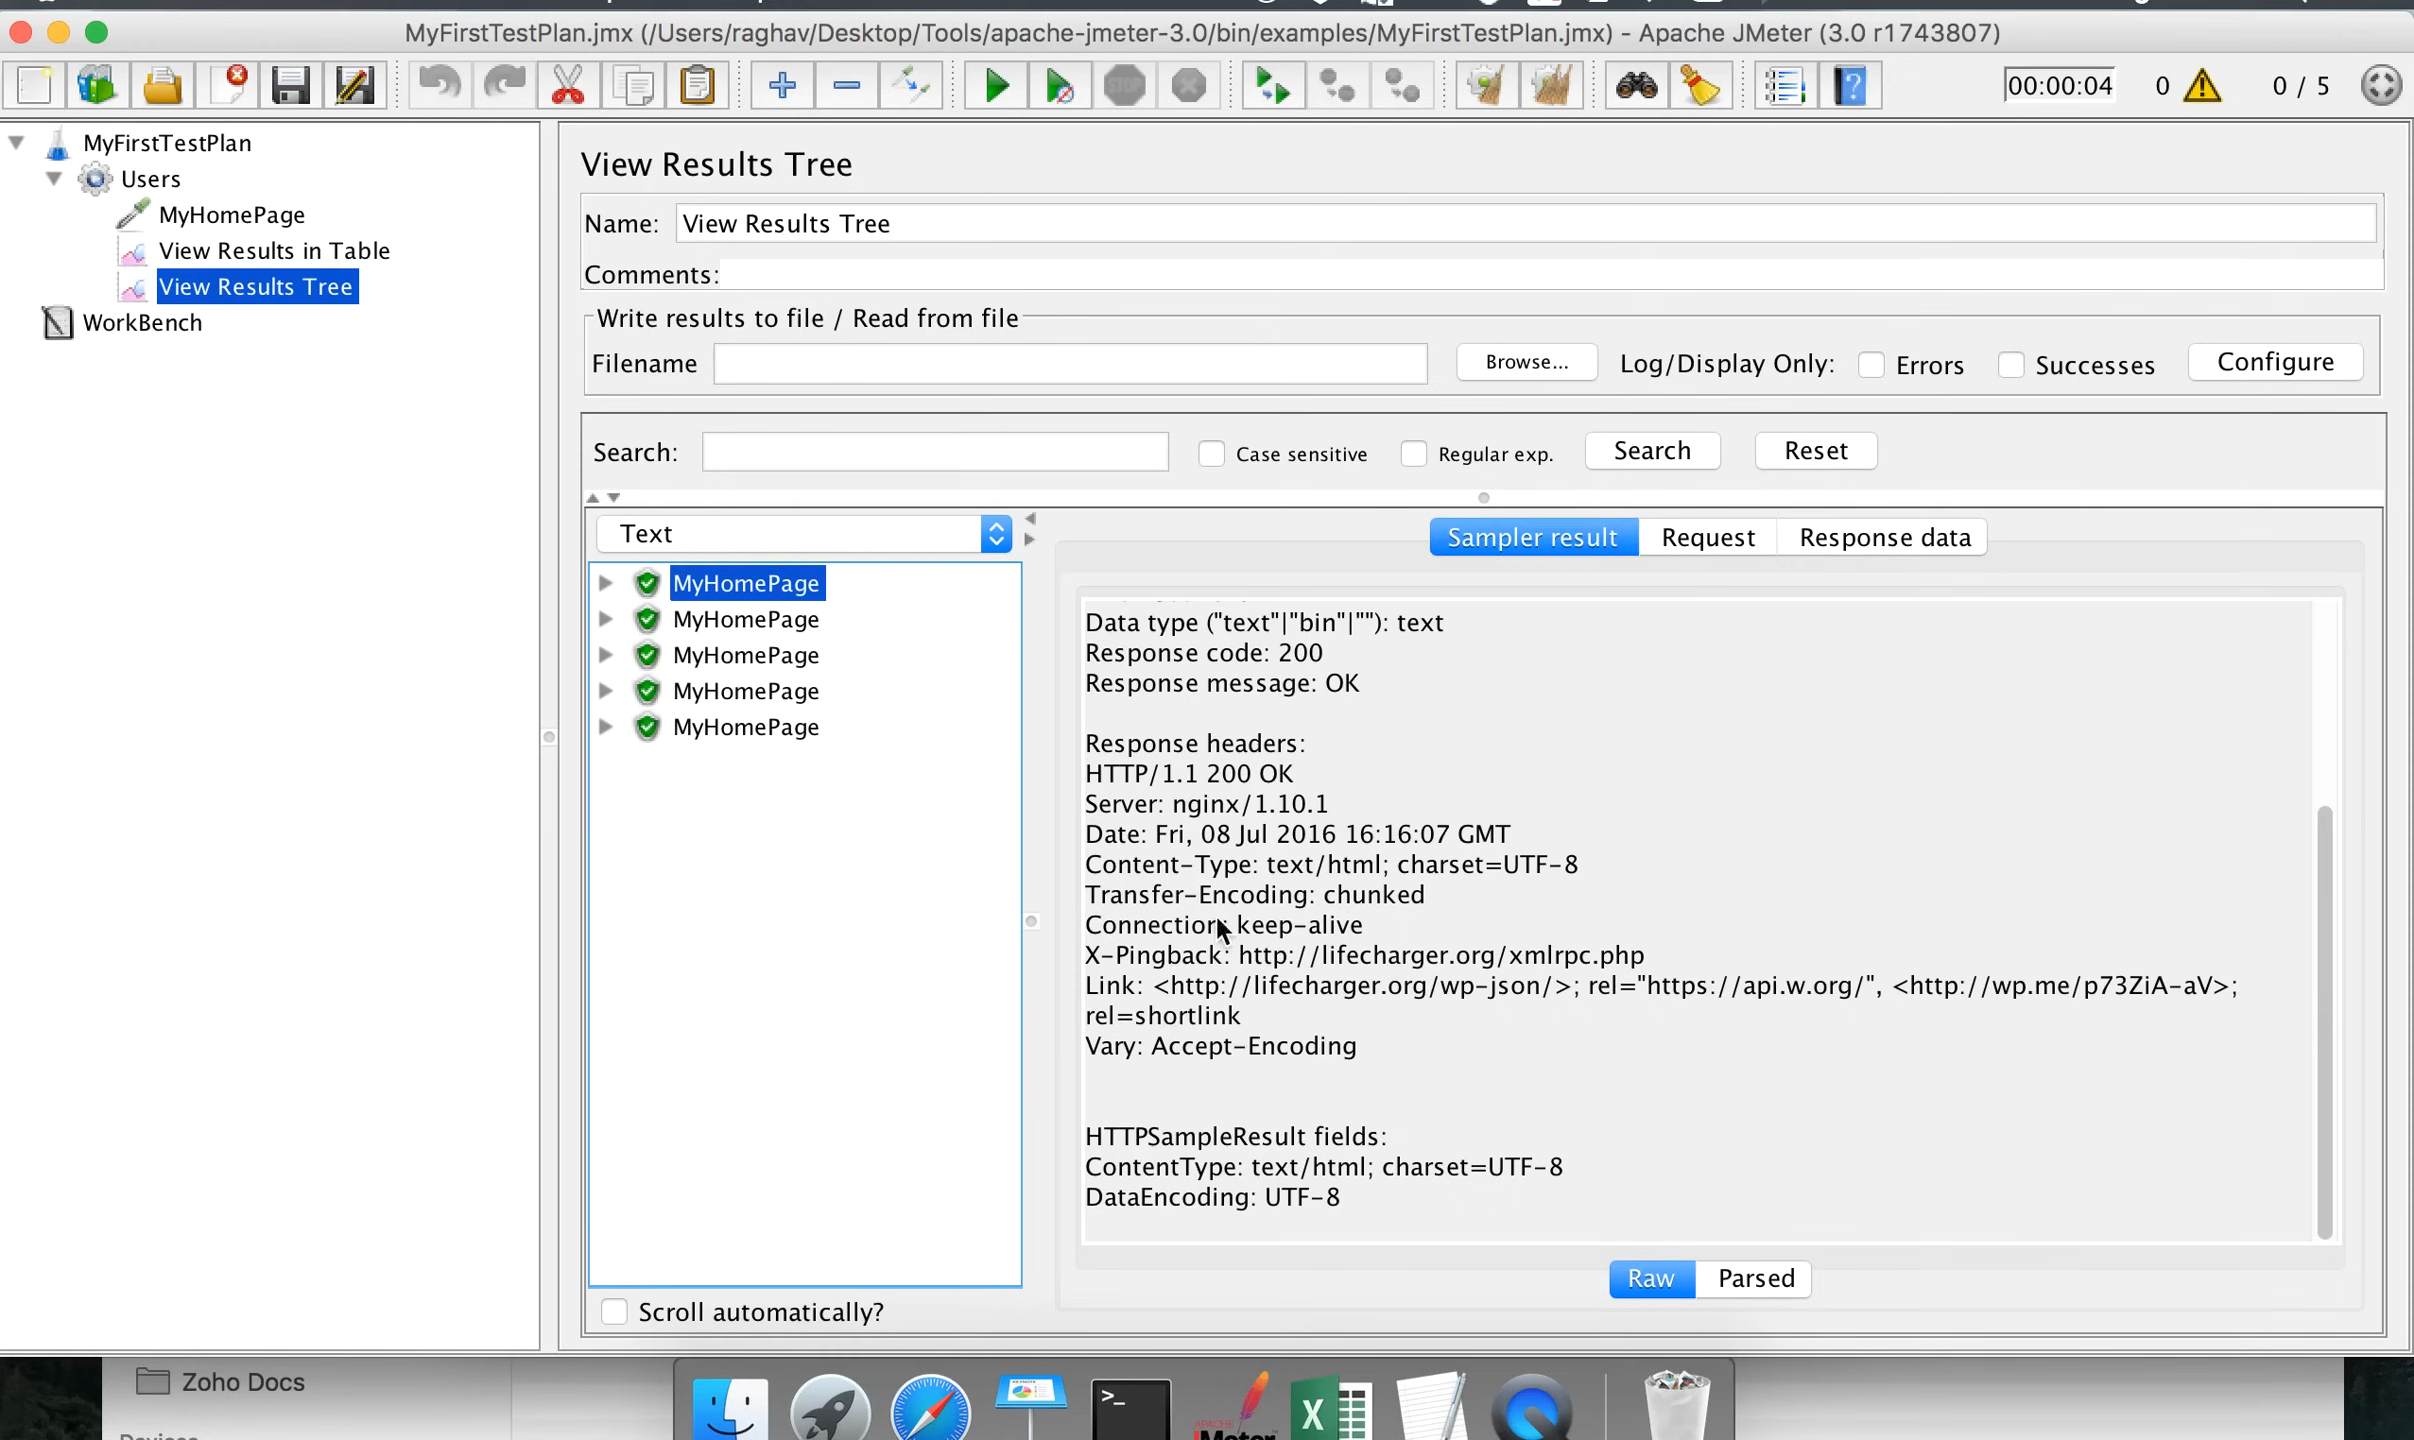 MyFirstTestPlan.jmx (/Users/raghav/Desktop/Tools/apache-jmeter-3.0/bin/examples/MyFirstTestPlan.jmx) - Apache JMeter (3.0 r1743807)
00:00:04 0 0 / 5
MyFirstTestPlan
Users
MyHomePage
View Results in Table
View Results Tree
WorkBench
View Results Tree
Name: View Results Tree
Comments:
Write results to file / Read from file
Filename Browse... Log/Display Only: Errors Successes Configure
Search: Case sensitive Regular exp. Search Reset
Text
MyHomePage
MyHomePage
MyHomePage
MyHomePage
MyHomePage
Scroll automatically?
Sampler result Request Response data
Data type ("text"|"bin"|""): text
Response code: 200
Response message: OK
Response headers:
HTTP/1.1 200 OK
Server: nginx/1.10.1
Date: Fri, 08 Jul 2016 16:16:07 GMT
Content-Type: text/html; charset=UTF-8
Transfer-Encoding: chunked
Connection: keep-alive
X-Pingback: http://lifecharger.org/xmlrpc.php
Link: <http://lifecharger.org/wp-json/>; rel="https://api.w.org/", <http://wp.me/p73ZiA-aV>;
rel=shortlink
Vary: Accept-Encoding
HTTPSampleResult fields:
ContentType: text/html; charset=UTF-8
DataEncoding: UTF-8
Raw Parsed
Zoho Docs